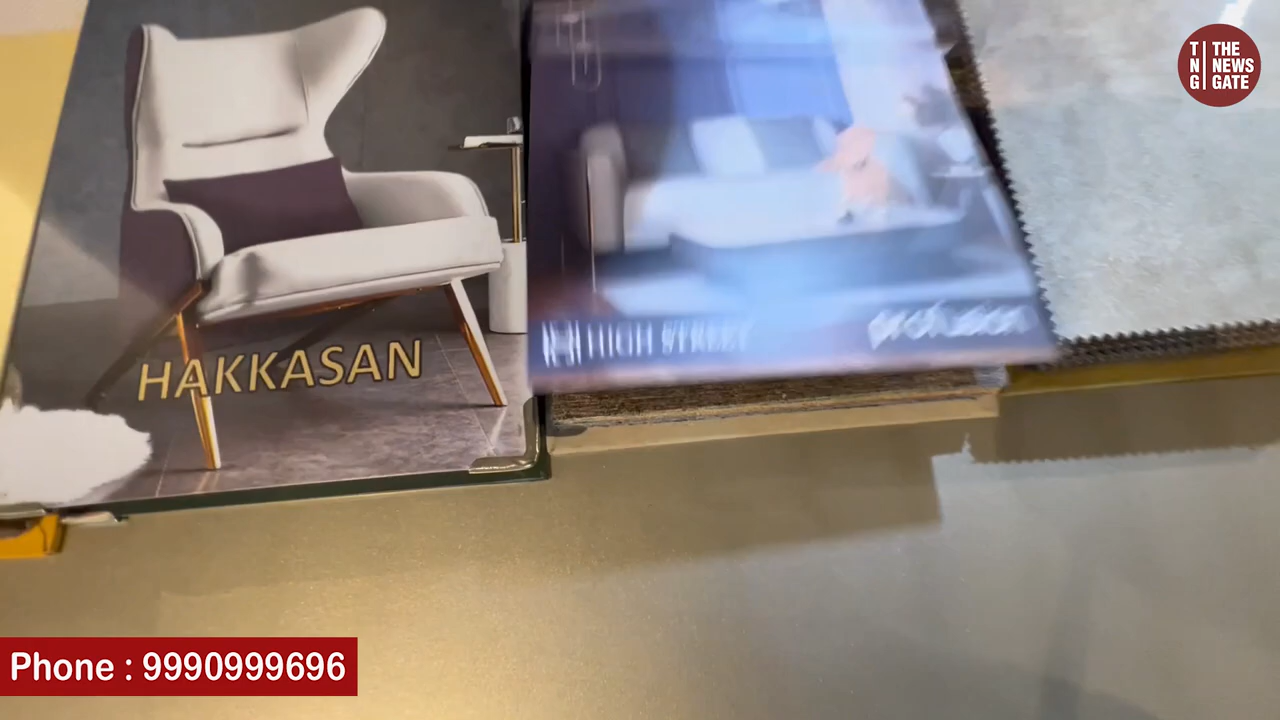 T
N
G
THE
NEWS
GATE
HAKKASAN
HIGH STREET
Phone : 9990999696